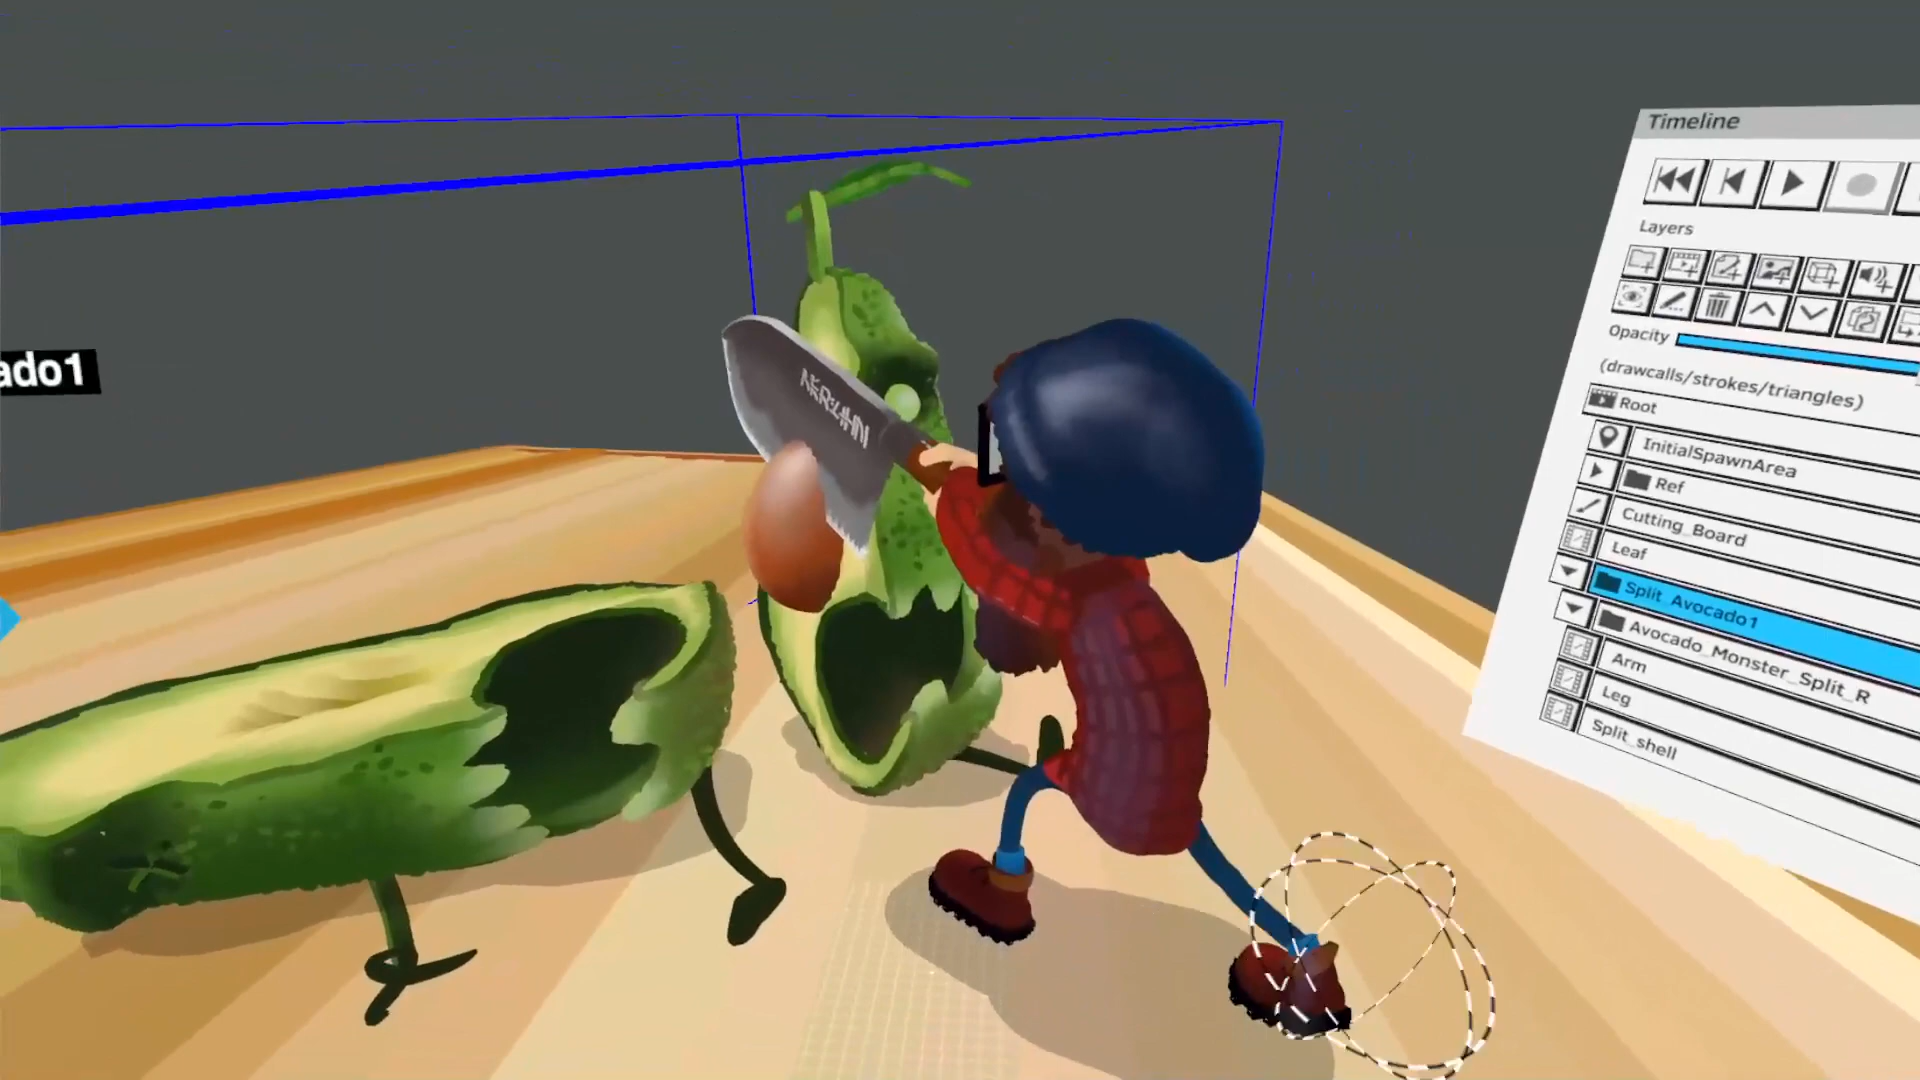 Timeline
Layers
ado1
Opacity
(drawcalls/strokes/triangles)
Root
InitialSpawnArea
Ref
Cutting_Board
Leaf
Split_Avocado1
Avocado_Monster_Split_R
Arm
Leg
Split_shell